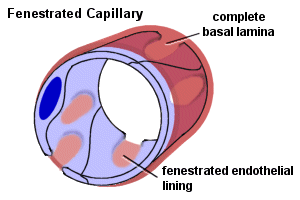 Fenestrated Capillary
complete
basal lamina
fenestrated endothelial
lining